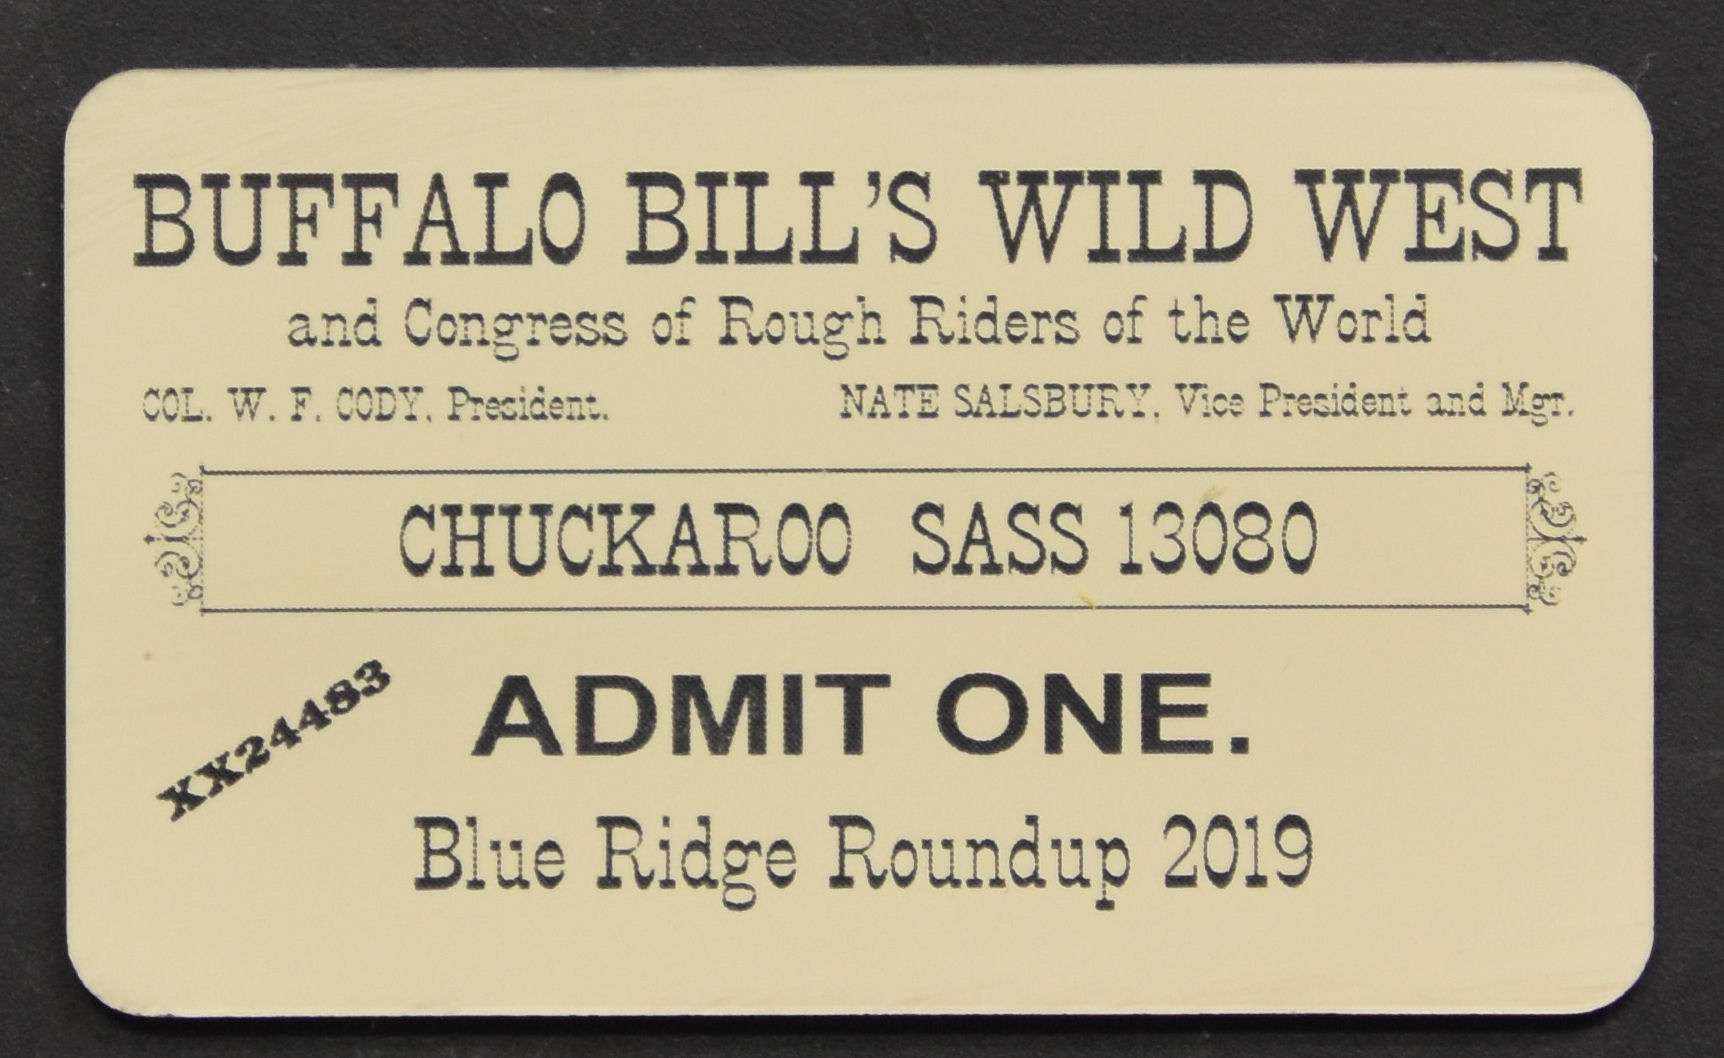 BUFFALO BILL'S WILD WEST
and Congress of Rough Riders of the World
COL. W. F. CODY, President. NATE SALSBURY, Vice President and Mgr.
CHUCKAROO SASS 13080
XX24483
ADMIT ONE.
Blue Ridge Roundup 2019